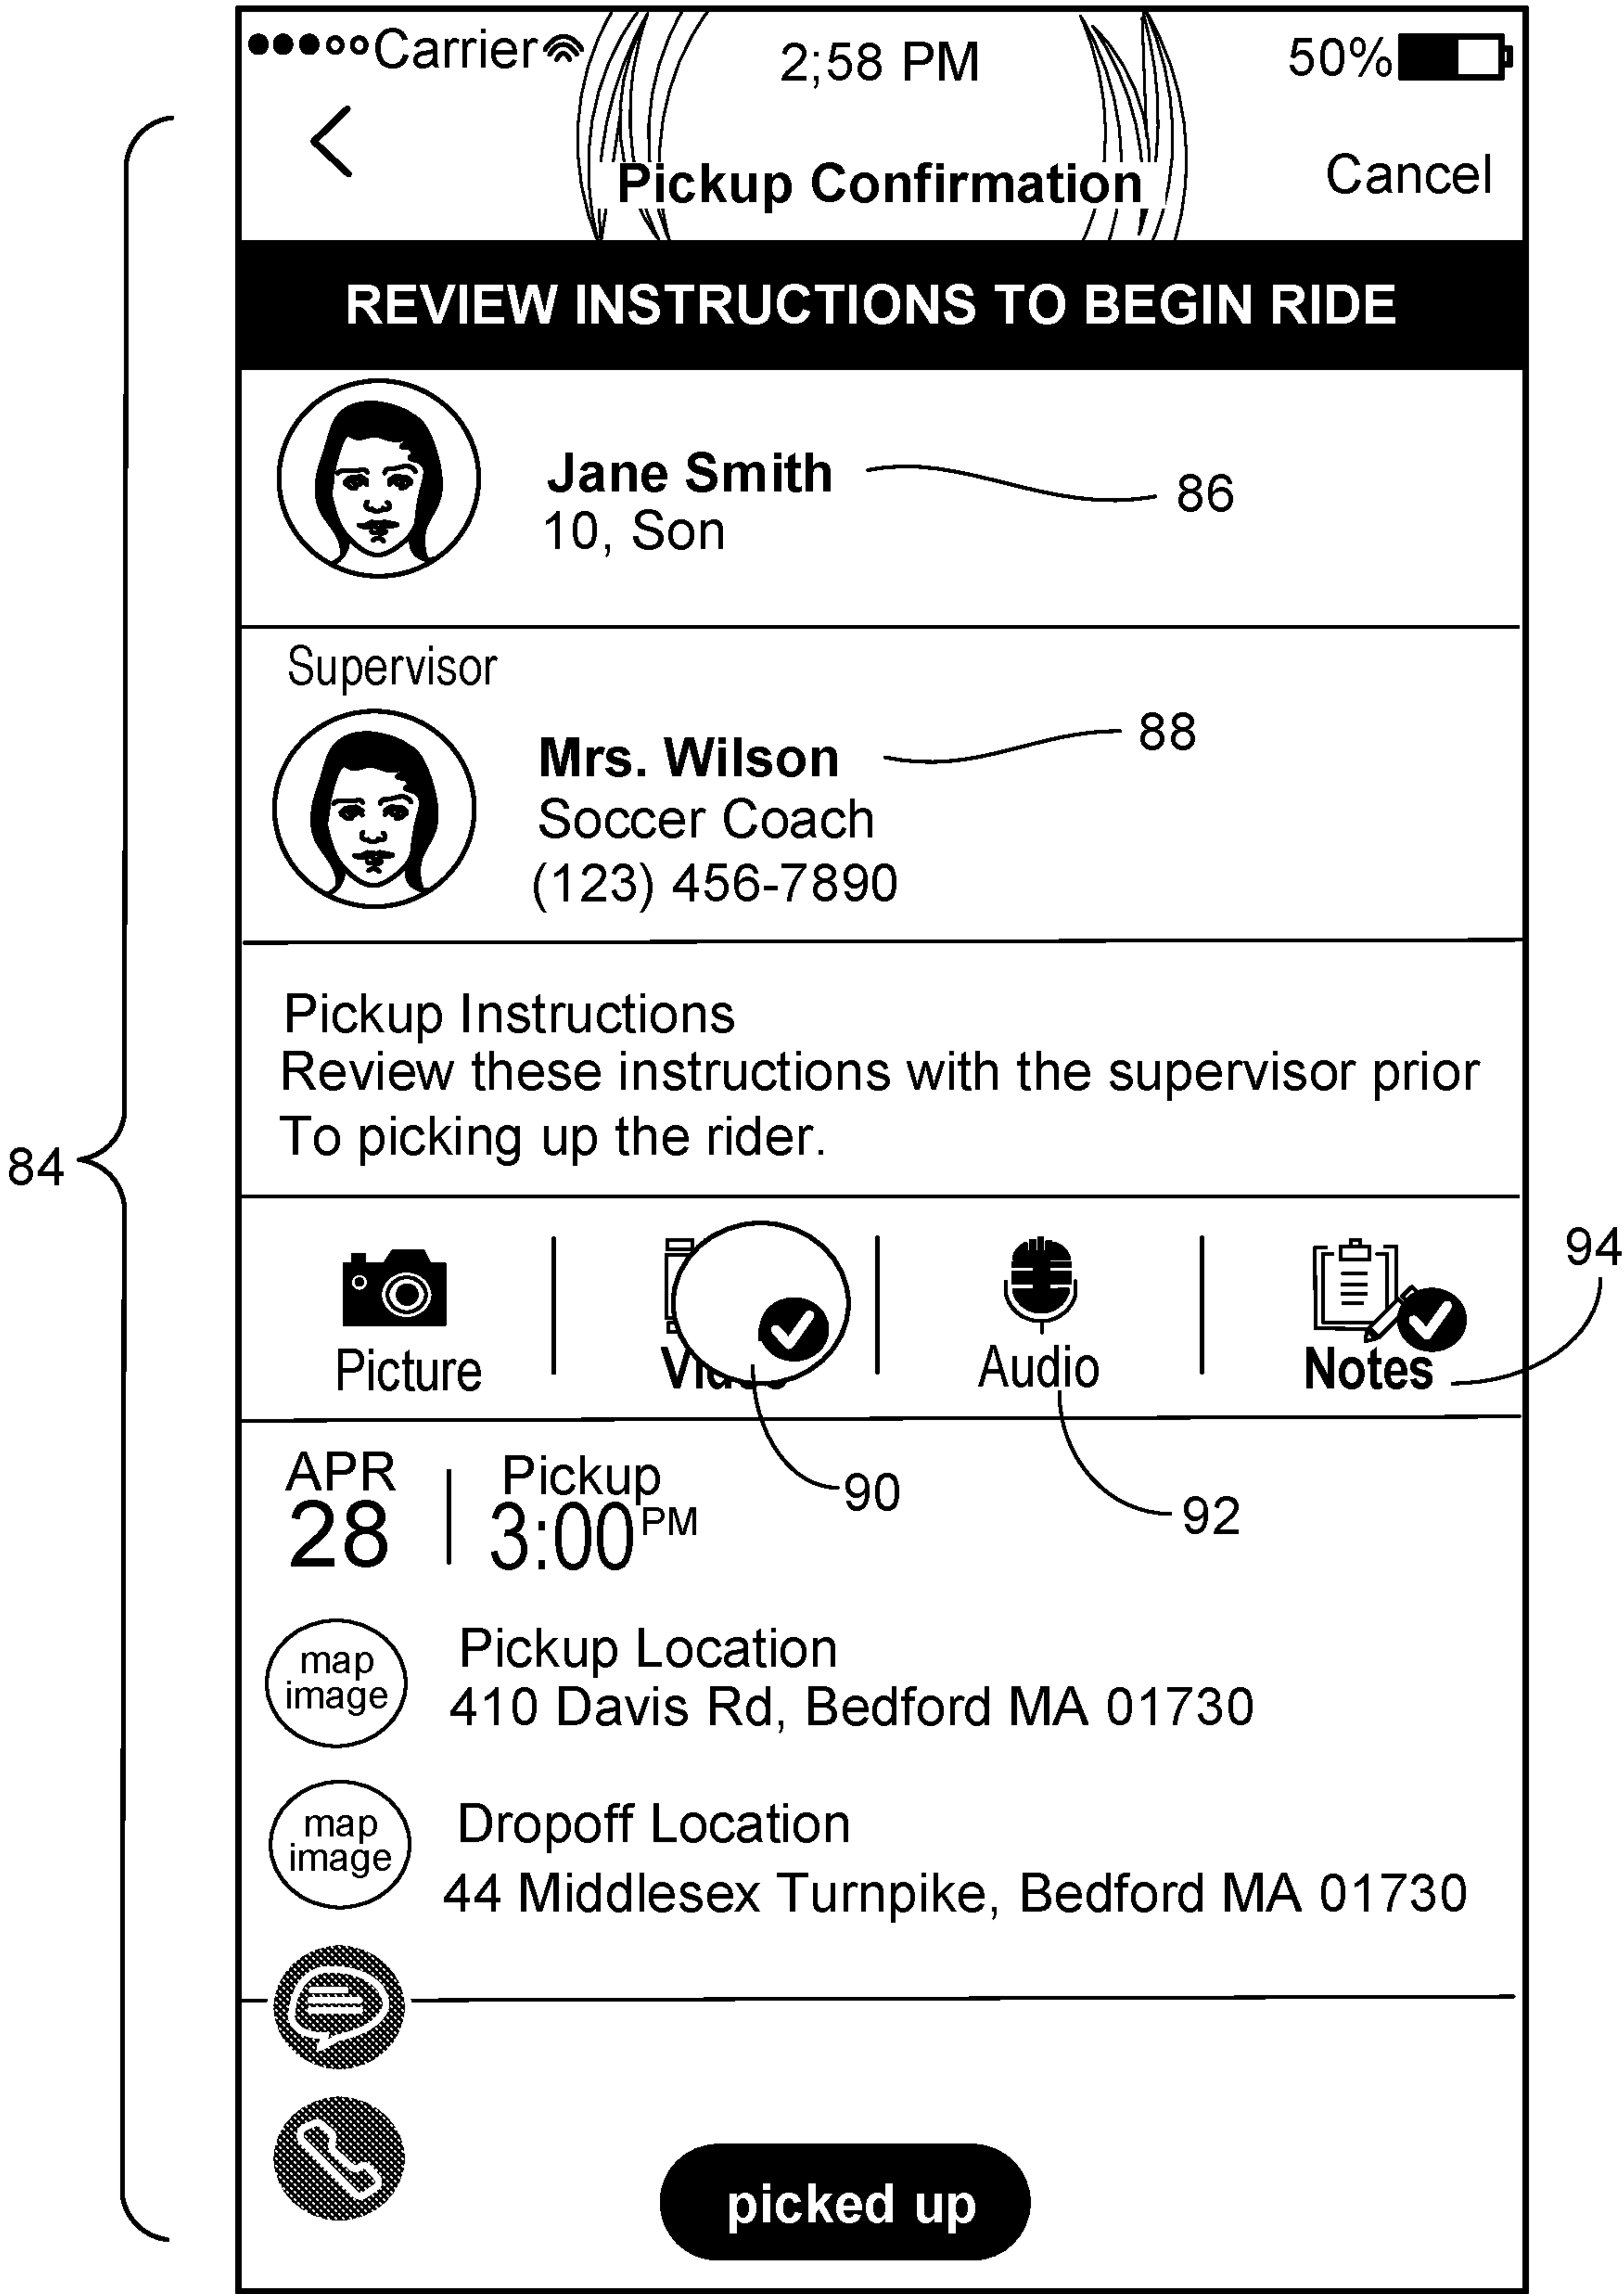 Carrier 2;58 PM 50%
Pickup Confirmation Cancel
REVIEW INSTRUCTIONS TO BEGIN RIDE
Jane Smith 86
10, Son
Supervisor
Mrs. Wilson 88
Soccer Coach
(123) 456-7890
Pickup Instructions
Review these instructions with the supervisor prior
To picking up the rider.
84
94
Picture Audio Notes
90
92
APR
28
Pickup
3:00 PM
map
image
Pickup Location
410 Davis Rd, Bedford MA 01730
map
image
Dropoff Location
44 Middlesex Turnpike, Bedford MA 01730
picked up